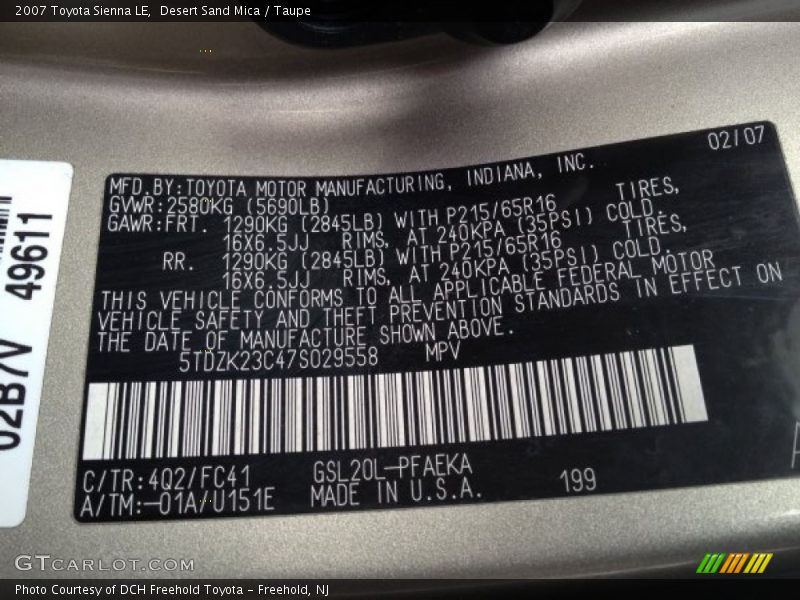 2007 Toyota Sienna LE,  Desert Sand Mica / Taupe
02/07
MFD.BY:TOYOTA MOTOR MANUFACTURING, INDIANA, INC.
GVWR:2580KG (5690LB)
GAWR:FRT. 1290KG (2845LB) WITH P215/65R16 TIRES,
16X6.5JJ RIMS, AT 240KPA (35PSI) COLD.
RR. 1290KG (2845LB) WITH P215/65R16 TIRES,
16X6.5JJ RIMS, AT 240KPA (35PSI) COLD.
THIS VEHICLE CONFORMS TO ALL APPLICABLE FEDERAL MOTOR
VEHICLE SAFETY AND THEFT PREVENTION STANDARDS IN EFFECT ON
THE DATE OF MANUFACTURE SHOWN ABOVE.
5TDZK23C47S029558 MPV
C/TR:4Q2/FC41 GSL20L-PFAEKA
A/TM:-01A/U151E MADE IN U.S.A. 199
49611
02B7V
GTCarLot.com
Photo Courtesy of DCH Freehold Toyota - Freehold, NJ